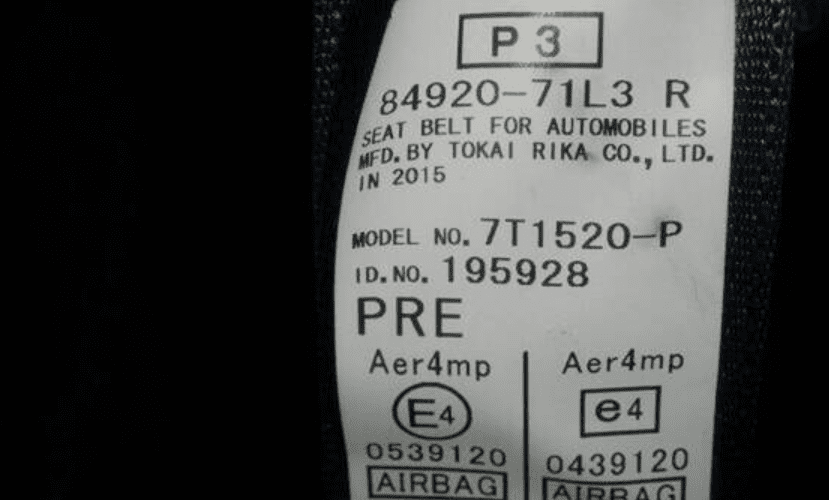 P 3
84920-71L3 R
SEAT BELT FOR AUTOMOBILES
MFD. BY TOKAI RIKA CO., LTD.
IN 2015
MODEL NO. 7T1520-P
ID.NO. 195928
PRE
Aer4mp Aer4mp
E4 e4
0539120 0439120
AIRBAG AIRBAG